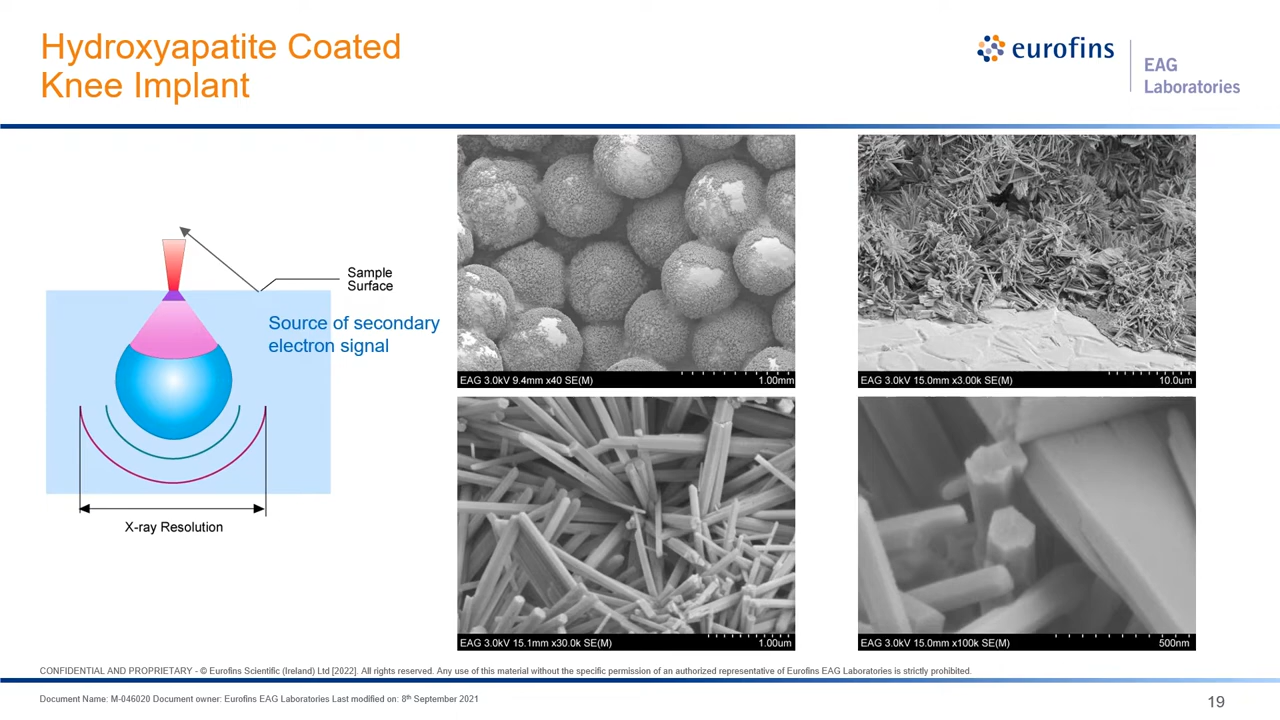 Hydroxyapatite Coated
Knee Implant
eurofins
EAG
Laboratories
Sample
Surface
Source of secondary
electron signal
X-ray Resolution
EAG 3.0kV 9.4mm x40 SE(M) 1.00mm
EAG 3.0kV 15.0mm x3.00k SE(M) 10.0um
EAG 3.0kV 15.1mm x30.0k SE(M) 1.00um
EAG 3.0kV 15.0mm x100k SE(M) 500nm
CONFIDENTIAL AND PROPRIETARY - © Eurofins Scientific (Ireland) Ltd [2022]. All rights reserved. Any use of this material without the specific permission of an authorized representative of Eurofins EAG Laboratories is strictly prohibited.
Document Name: M-046020 Document owner: Eurofins EAG Laboratories Last modified on: 8th September 2021
19